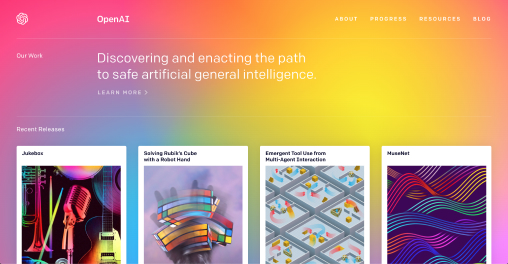 OpenAI
ABOUT
PROGRESS
RESOURCES
BLOG
Our Work
Discovering and enacting the path
to safe artificial general intelligence.
LEARN MORE >
Recent Releases
Jukebox
Solving Rubik's Cube
with a Robot Hand
Emergent Tool Use from
Multi-Agent Interaction
MuseNet